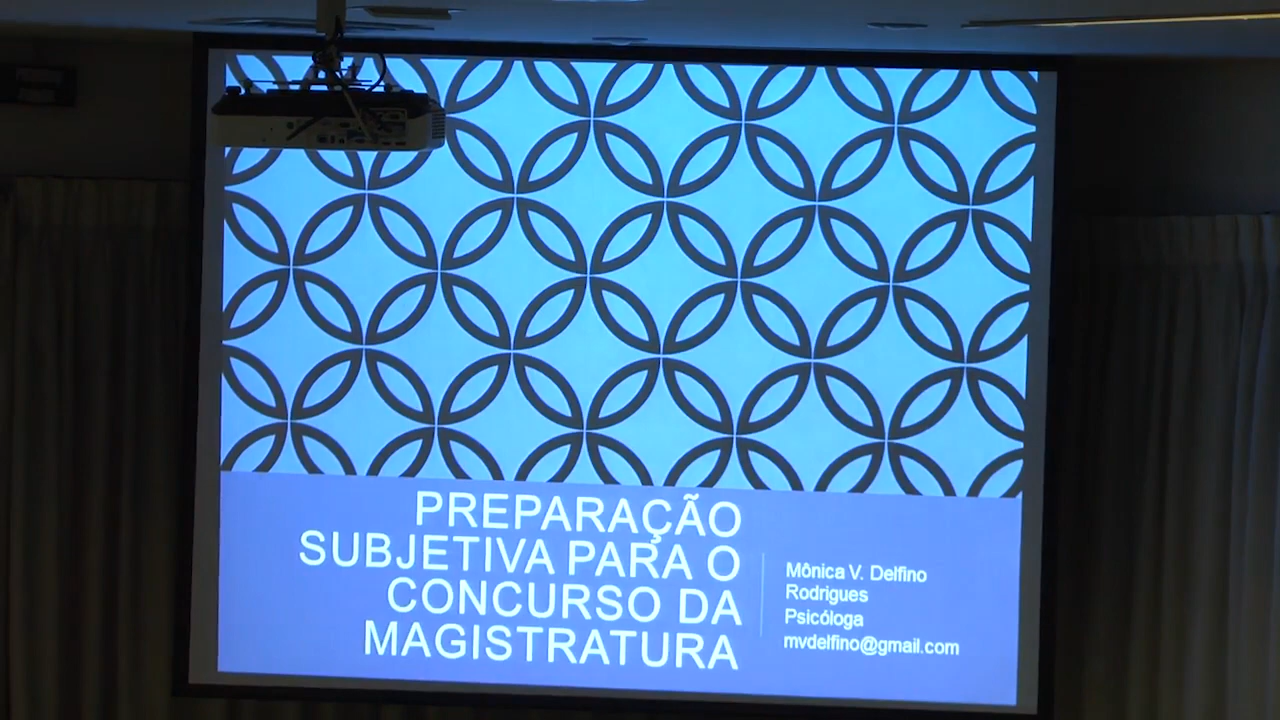 PREPARAÇÃO
SUBJETIVA PARA O
CONCURSO DA
MAGISTRATURA
Mônica V. Delfino
Rodrigues
Psicóloga
mvdelfino@gmail.com